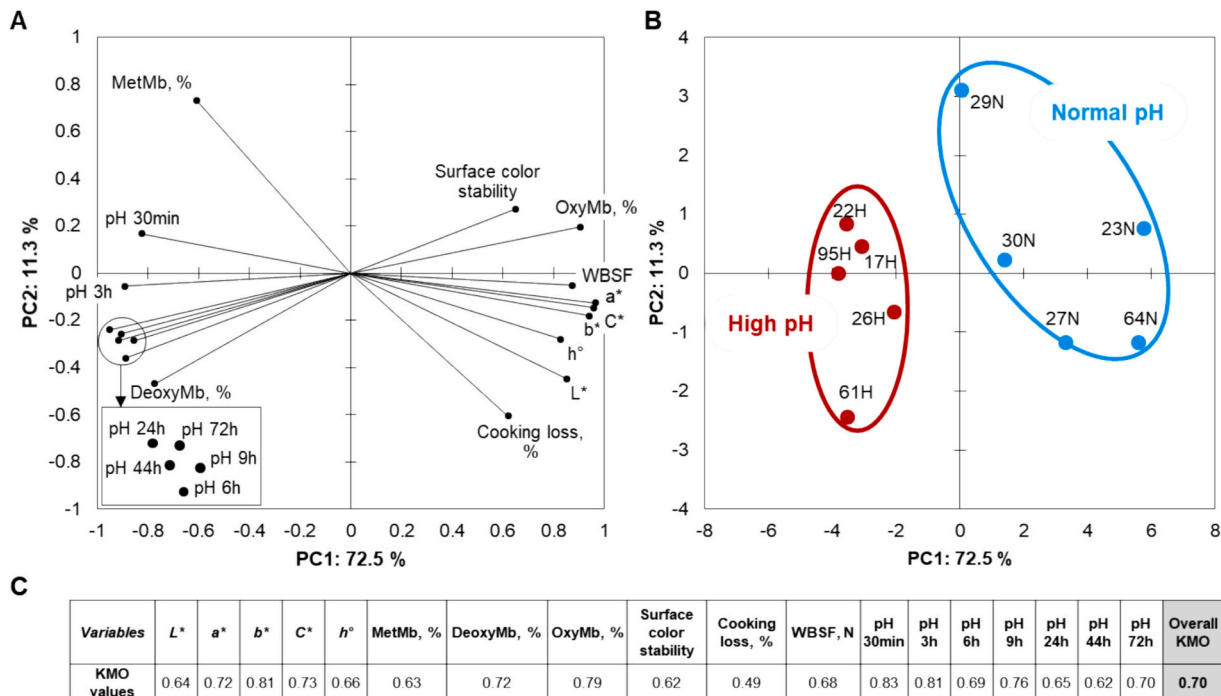 A
1
0.8
0.6
0.4
0.2
0
-0.2
-0.4
-0.6
-0.8
-1
PC2: 11.3 %
MetMb, %
pH 30min
pH 3h
Surface color
stability
OxyMb, %
WBSF
a*
C*
b*
h°
L*
Cooking loss,
%
DeoxyMb, %
pH 24h
pH 72h
pH 44h
pH 9h
pH 6h
-1 -0.8 -0.6 -0.4 -0.2 0 0.2 0.4 0.6 0.8 1
PC1: 72.5 %
B
4
3
2
1
0
-1
-2
-3
-4
PC2: 11.3 %
29N
Normal pH
22H
23N
95H
17H
30N
High pH
26H
27N
64N
61H
-8 -6 -4 -2 0 2 4 6 8
PC1: 72.5 %
C
Variables L* a* b* C* h° MetMb, % DeoxyMb, % OxyMb, % Surface color stability Cooking loss, % WBSF, N pH 30min pH 3h pH 6h pH 9h pH 24h pH 44h pH 72h Overall KMO
KMO values 0.64 0.72 0.81 0.73 0.66 0.63 0.72 0.79 0.62 0.49 0.68 0.83 0.81 0.69 0.76 0.65 0.62 0.70 0.70